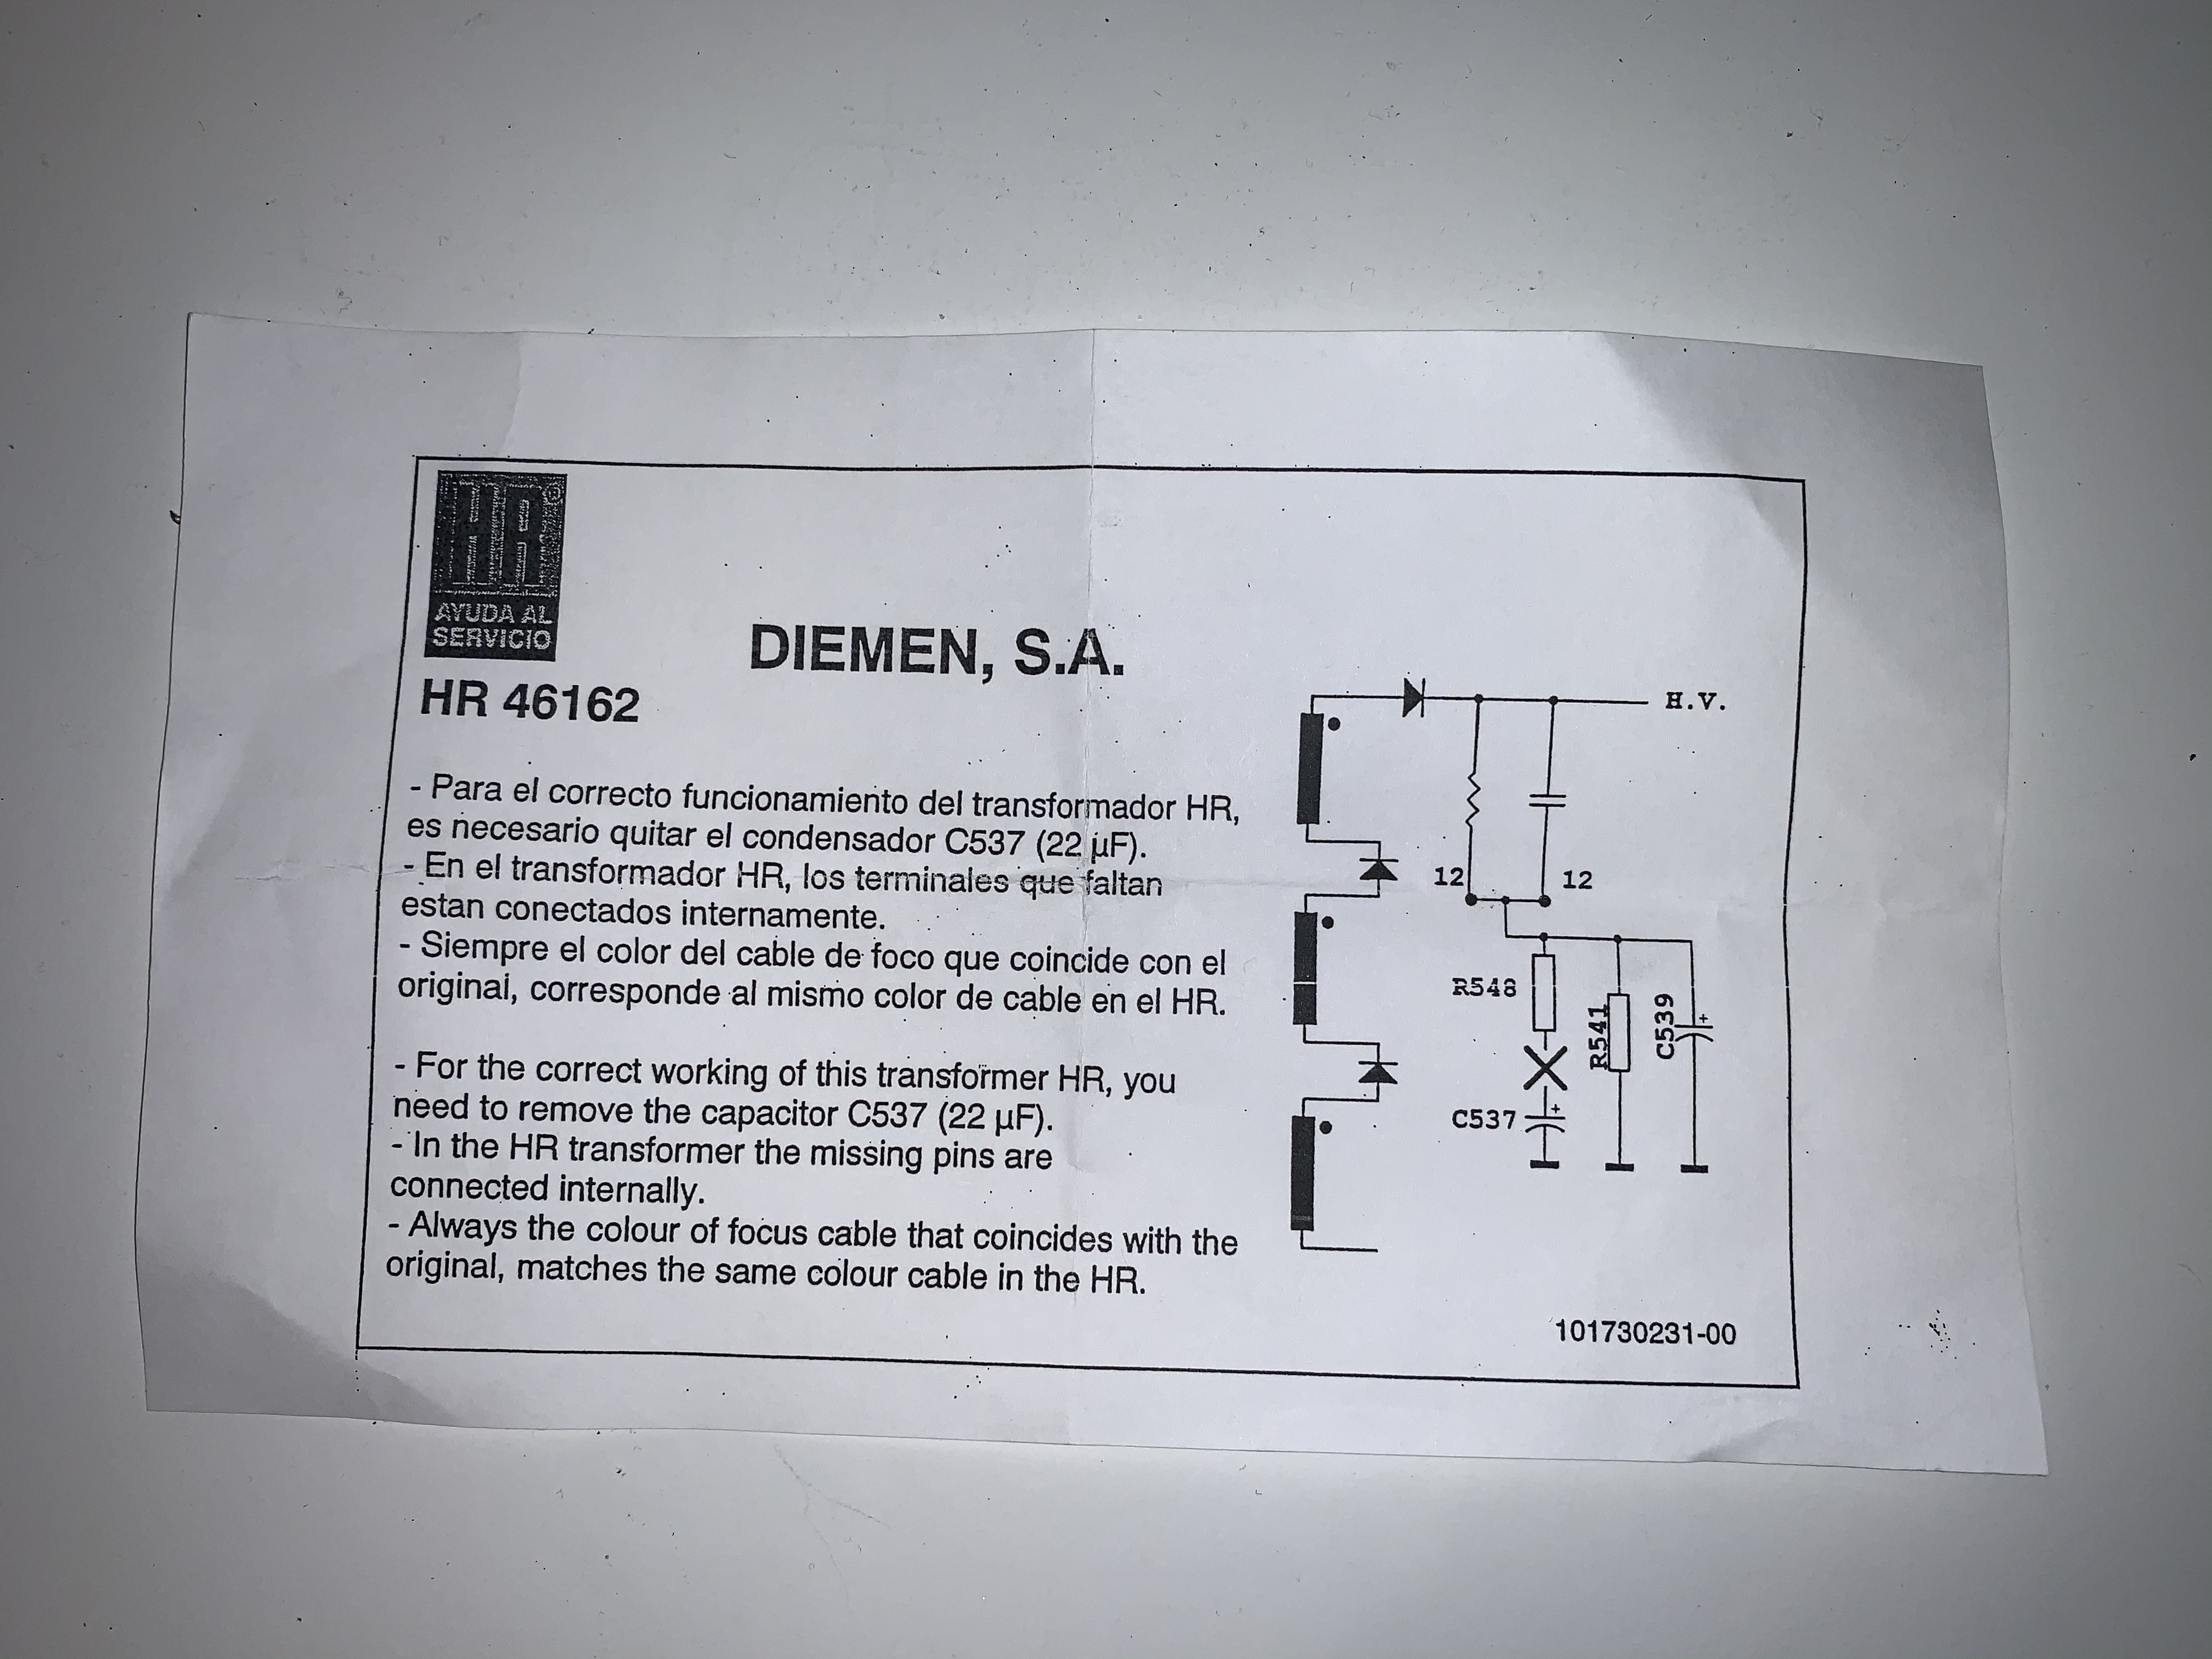 HR®
AYUDA AL
SERVICIO
DIEMEN, S.A.
HR 46162
- Para el correcto funcionamiento del transformador HR,
es necesario quitar el condensador C537 (22 µF).
- En el transformador HR, los terminales que faltan
estan conectados internamente.
- Siempre el color del cable de foco que coincide con el
original, corresponde al mismo color de cable en el HR.
- For the correct working of this transformer HR, you
need to remove the capacitor C537 (22 µF).
- In the HR transformer the missing pins are
connected internally.
- Always the colour of focus cable that coincides with the
original, matches the same colour cable in the HR.
H.V.
12
12
R548
R541
C539
+
C537
+
101730231-00